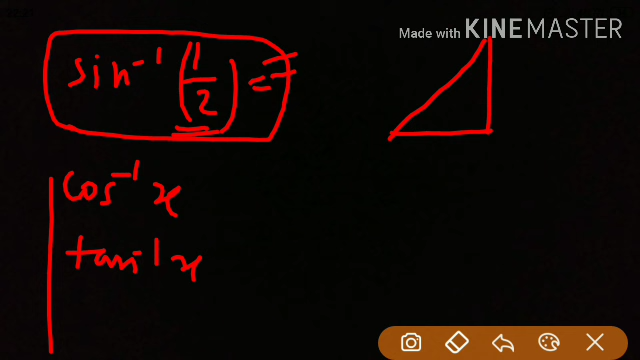 Made with KINEMASTER
sin⁻¹ (1/2) =
cos⁻¹ x
tan⁻¹ x